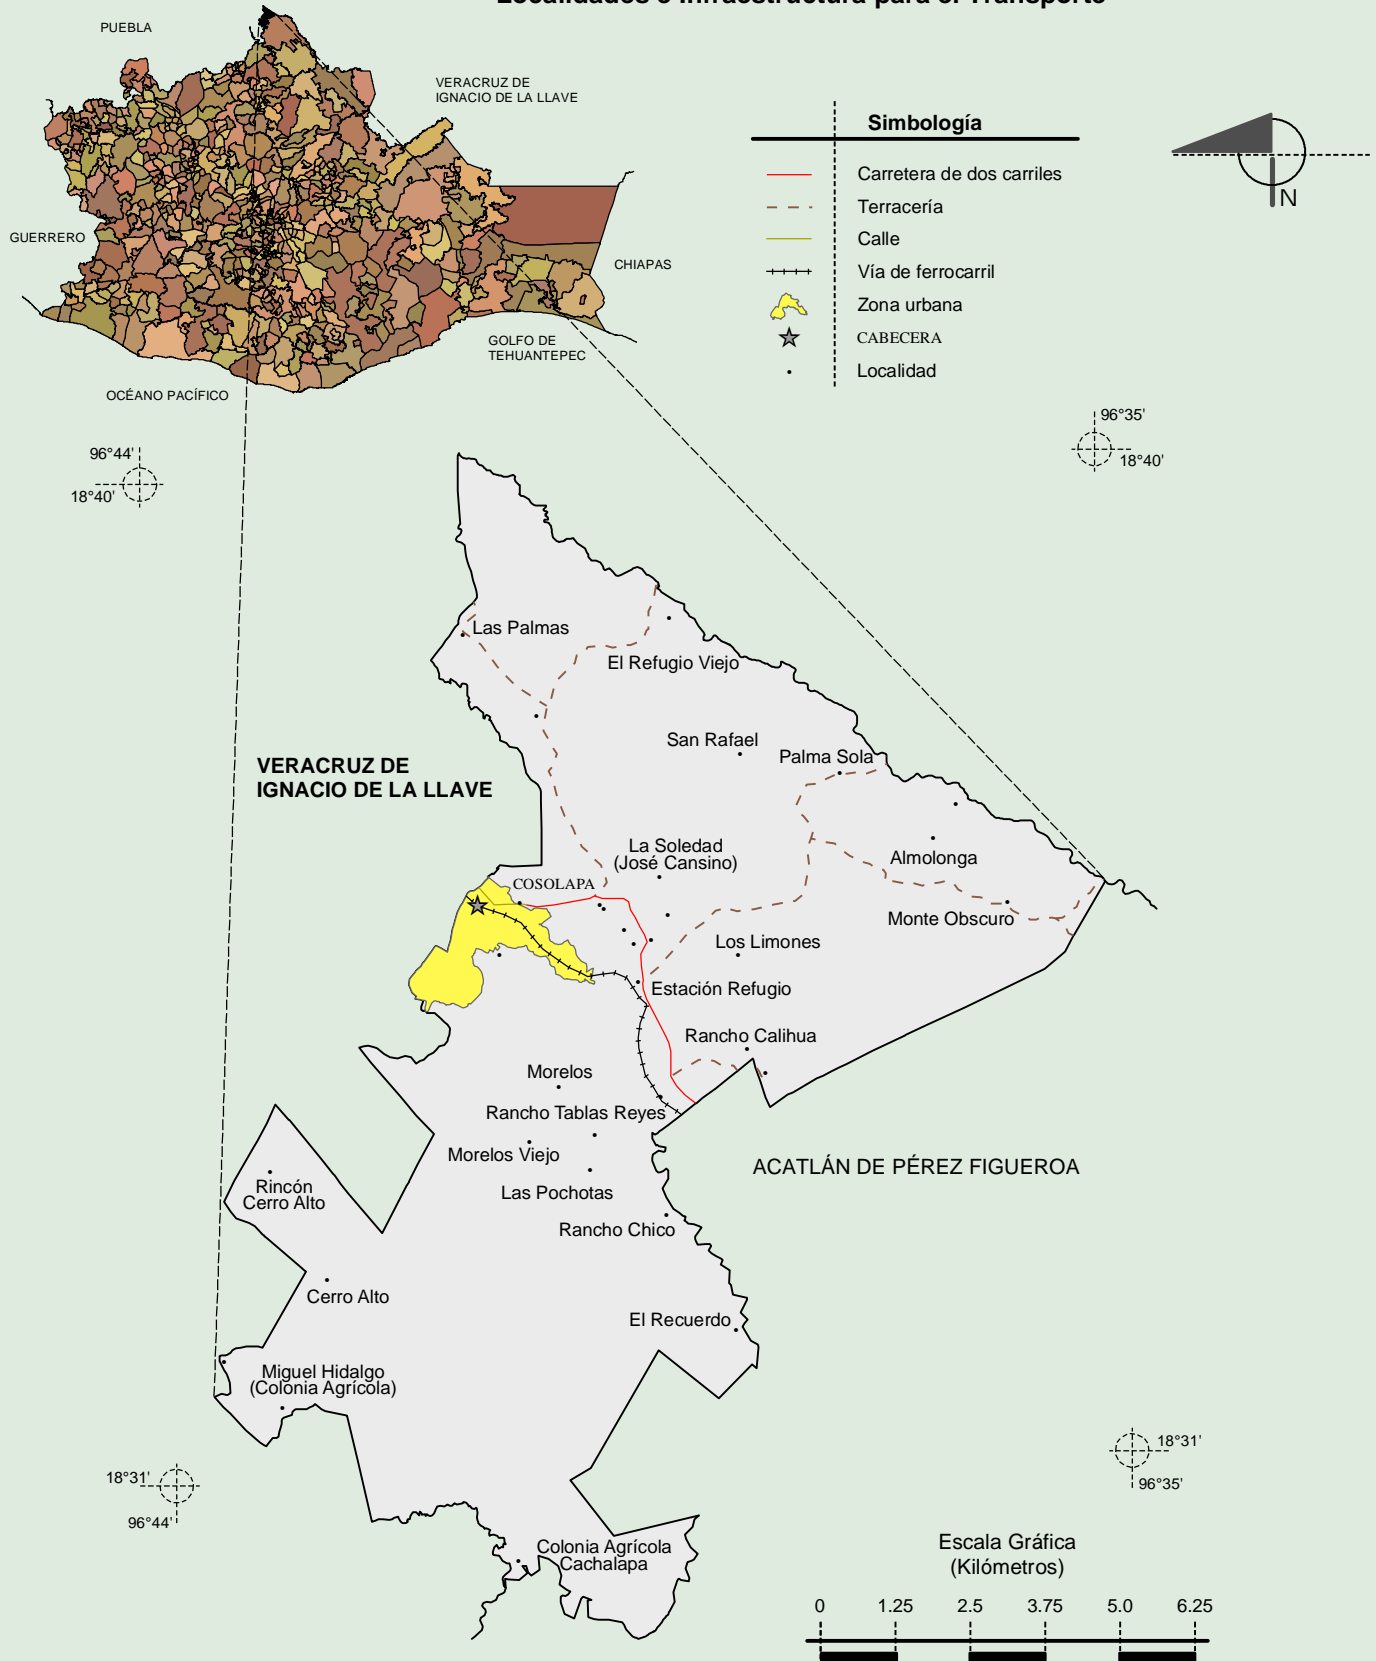 Localidades e Infraestructura para el Transporte
PUEBLA
VERACRUZ DE
IGNACIO DE LA LLAVE
GUERRERO
CHIAPAS
GOLFO DE
TEHUANTEPEC
OCÉANO PACÍFICO
Simbología
Carretera de dos carriles
Terracería
Calle
Vía de ferrocarril
Zona urbana
CABECERA
Localidad
N
96°44'
18°40'
96°35'
18°40'
Las Palmas
El Refugio Viejo
San Rafael
Palma Sola
VERACRUZ DE
IGNACIO DE LA LLAVE
La Soledad
(José Cansino)
Almolonga
COSOLAPA
Monte Obscuro
Los Limones
Estación Refugio
Rancho Calihua
Morelos
Rancho Tablas Reyes
Morelos Viejo
ACATLÁN DE PÉREZ FIGUEROA
Rincón
Cerro Alto
Las Pochotas
Rancho Chico
Cerro Alto
El Recuerdo
Miguel Hidalgo
(Colonia Agrícola)
18°31'
96°44'
18°31'
96°35'
Colonia Agrícola
Cachalapa
Escala Gráfica
(Kilómetros)
0 1.25 2.5 3.75 5.0 6.25